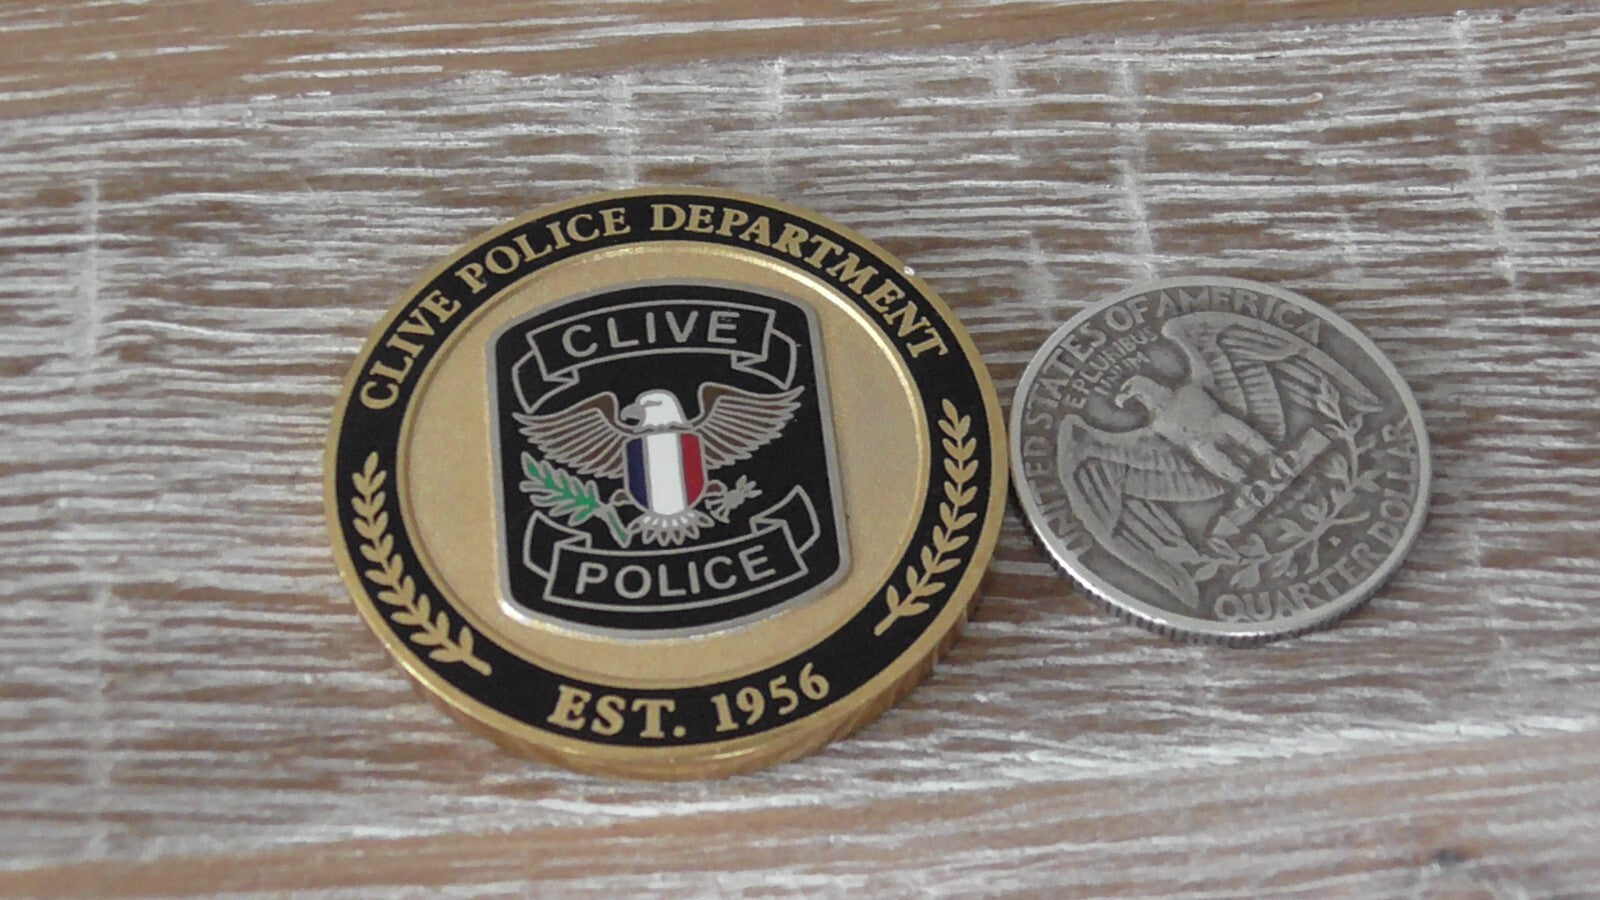 CLIVE POLICE DEPARTMENT
CLIVE
POLICE
EST. 1956
UNITED STATES OF AMERICA
E PLURIBUS
UNUM
QUARTER DOLLAR